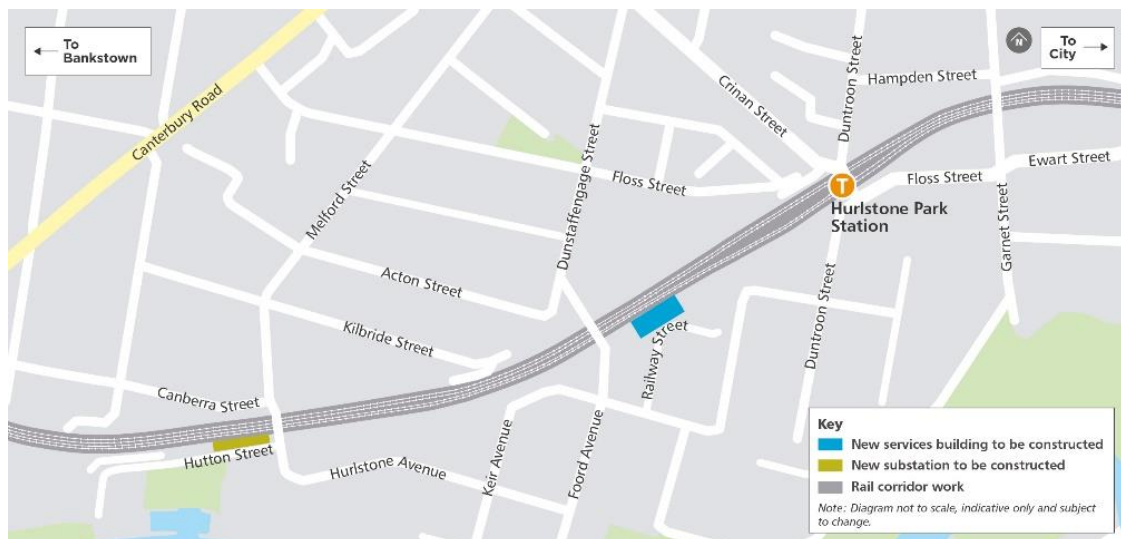 To
Bankstown
N
To
City
Canterbury Road
Crinan Street
Duntroon Street
Hampden Street
Melford Street
Dunstaffengage Street
Floss Street
T
Floss Street
Ewart Street
Hurlstone Park
Station
Garnet Street
Acton Street
Duntroon Street
Kilbride Street
Railway Street
Canberra Street
Hutton Street
Hurlstone Avenue
Keir Avenue
Foord Avenue
Key
New services building to be constructed
New substation to be constructed
Rail corridor work
Note: Diagram not to scale, indicative only and subject
to change.